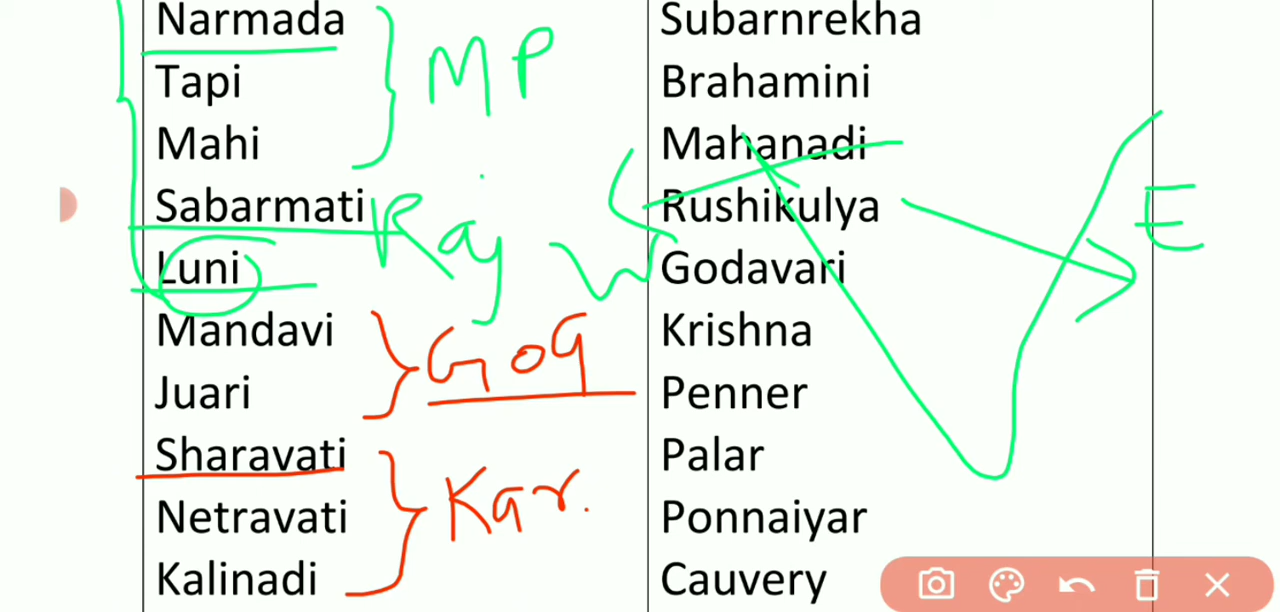 Narmada Subarnrekha
Tapi MP Brahamini
Mahi Mahanadi
Sabarmati Raj Rushikulya E
Luni W Godavari
Mandavi Krishna
Juari Goa Penner
Sharavati Palar
Netravati Kar. Ponnaiyar
Kalinadi Cauvery